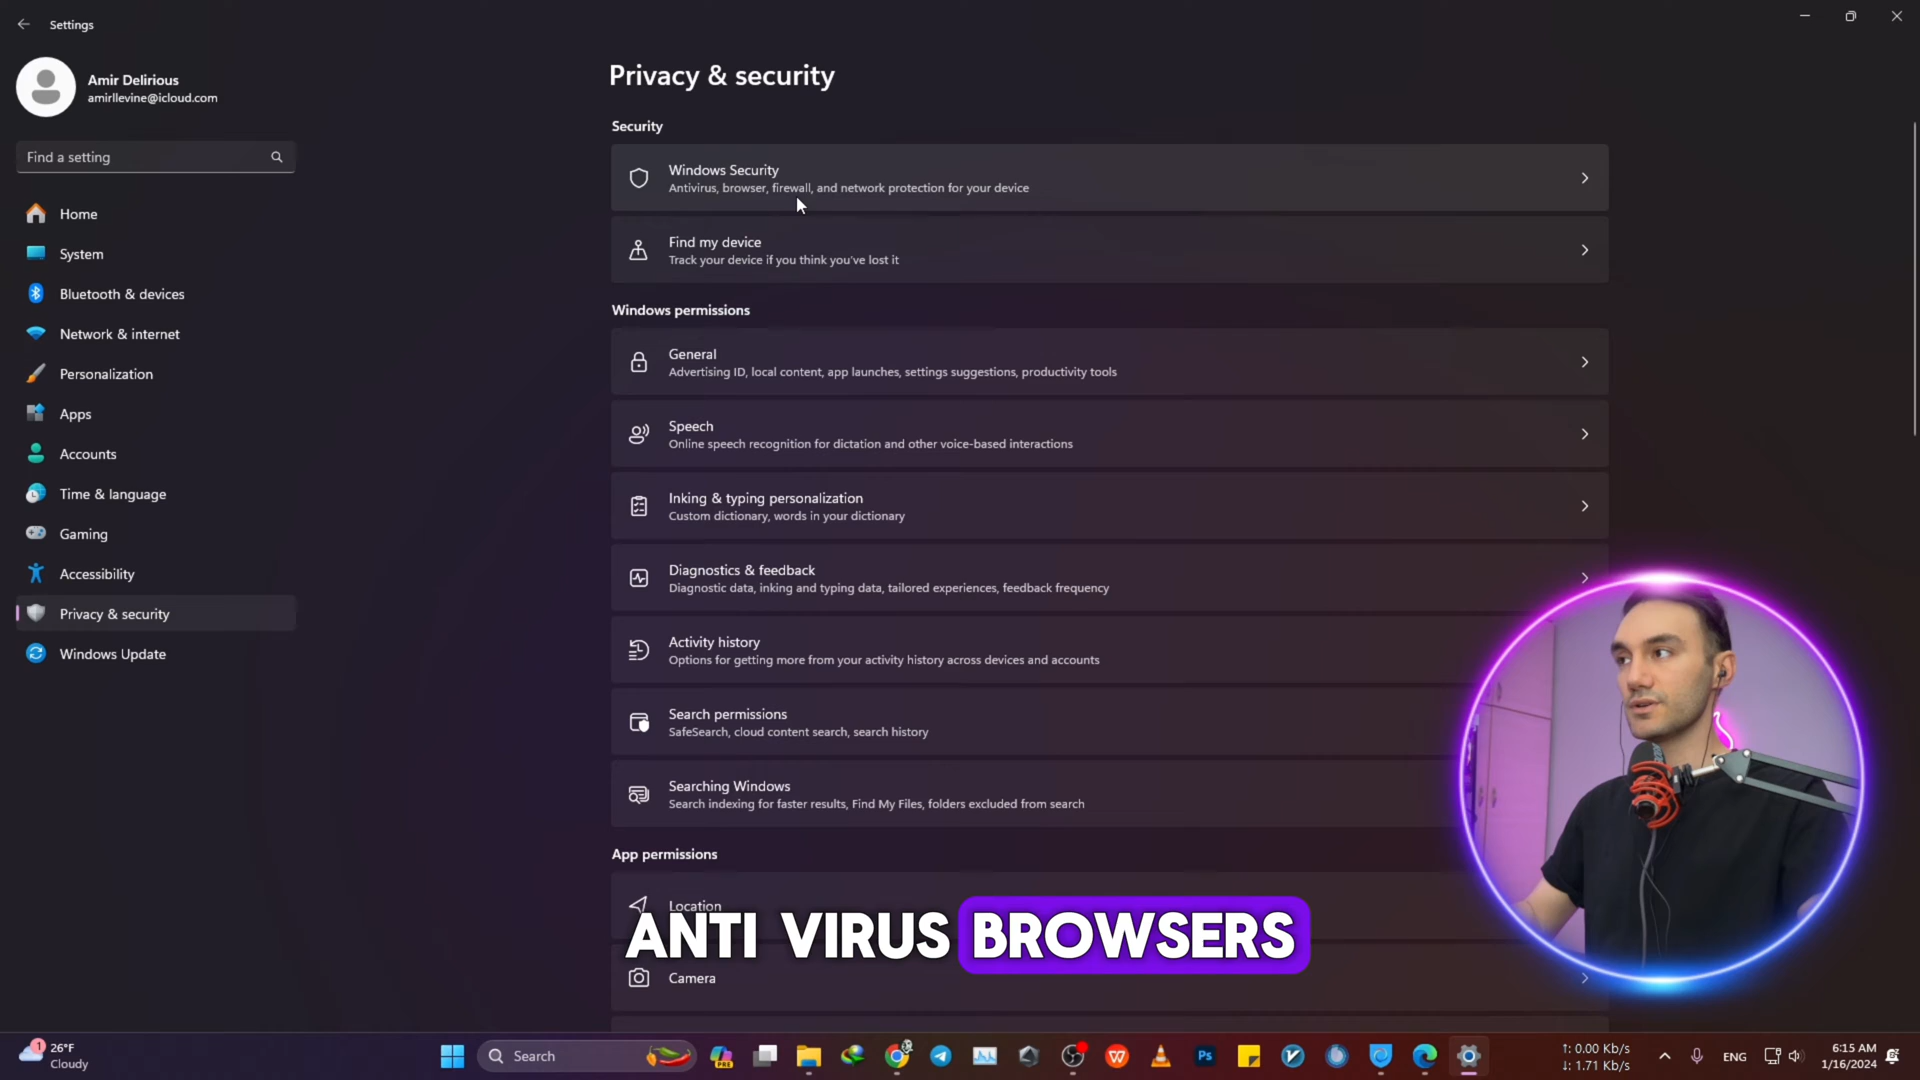 Settings
Amir Delirious
amirllevine@icloud.com
Find a setting
Home
System
Bluetooth & devices
Network & internet
Personalization
Apps
Accounts
Time & language
Gaming
Accessibility
Privacy & security
Windows Update
Privacy & security
Security
Windows Security
Antivirus, browser, firewall, and network protection for your device
Find my device
Track your device if you think you've lost it
Windows permissions
General
Advertising ID, local content, app launches, settings suggestions, productivity tools
Speech
Online speech recognition for dictation and other voice-based interactions
Inking & typing personalization
Custom dictionary, words in your dictionary
Diagnostics & feedback
Diagnostic data, inking and typing data, tailored experiences, feedback frequency
Activity history
Options for getting more from your activity history across devices and accounts
Search permissions
SafeSearch, cloud content search, search history
Searching Windows
Search indexing for faster results, Find My Files, folders excluded from search
App permissions
Location
ANTI VIRUS BROWSERS
Camera
1
26°F
Cloudy
Search
PRE
Ps
↑: 0.00 Kb/s
↓: 1.71 Kb/s
ENG
6:15 AM
1/16/2024